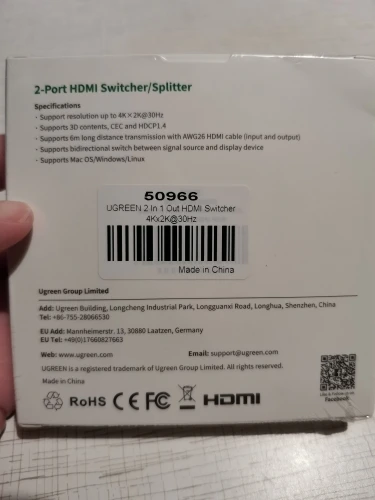 2-Port HDMI Switcher/Splitter
Specifications
- Support resolution up to 4K×2K@30Hz
- Supports 3D contents, CEC and HDCP1.4
- Supports 6m long distance transmission with AWG26 HDMI cable (input and output)
- Supports bidirectional switch between signal source and display device
- Supports Mac OS/Windows/Linux
50966
UGREEN 2 In 1 Out HDMI Switcher
4Kx2K@30Hz
Made in China
Ugreen Group Limited
Add: Ugreen Building, Longcheng Industrial Park, Longguanxi Road, Longhua, Shenzhen, China
Tel: +86-755-28066530
EU Add: Mannheimerstr. 13, 30880 Laatzen, Germany
EU Tel: +49(0)17660827663
Web: www.ugreen.com Email: support@ugreen.com
UGREEN is a registered trademark of Ugreen Group Limited. All rights reserved.
Made in China
RoHS CE FC HDMI
Facebook